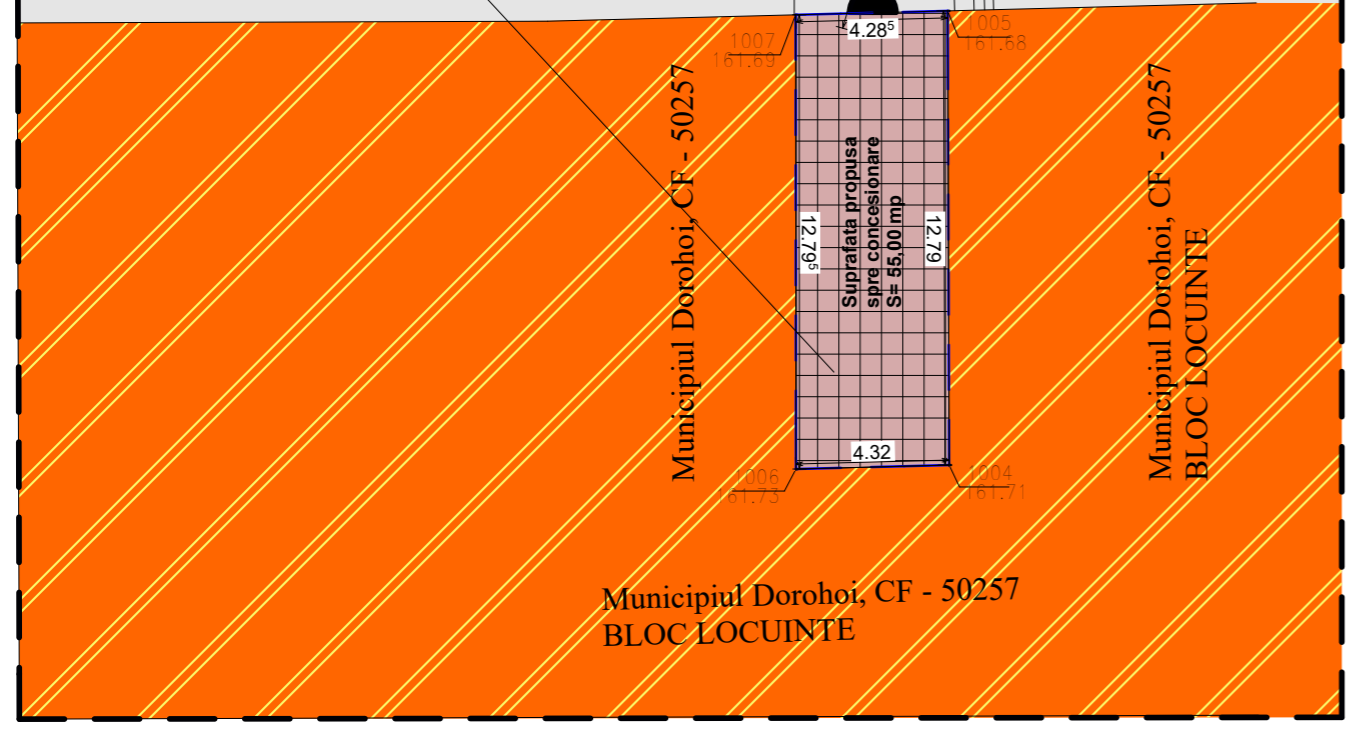 4.28⁵
1005
161.68
1007
161.69
Municipiul Dorohoi, CF - 50257
12.79⁵
Suprafata propusa
spre concesionare
S= 55,00 mp
12.79
Municipiul Dorohoi, CF - 50257
BLOC LOCUINTE
4.32
1006
161.73
1004
161.71
Municipiul Dorohoi, CF - 50257
BLOC LOCUINTE